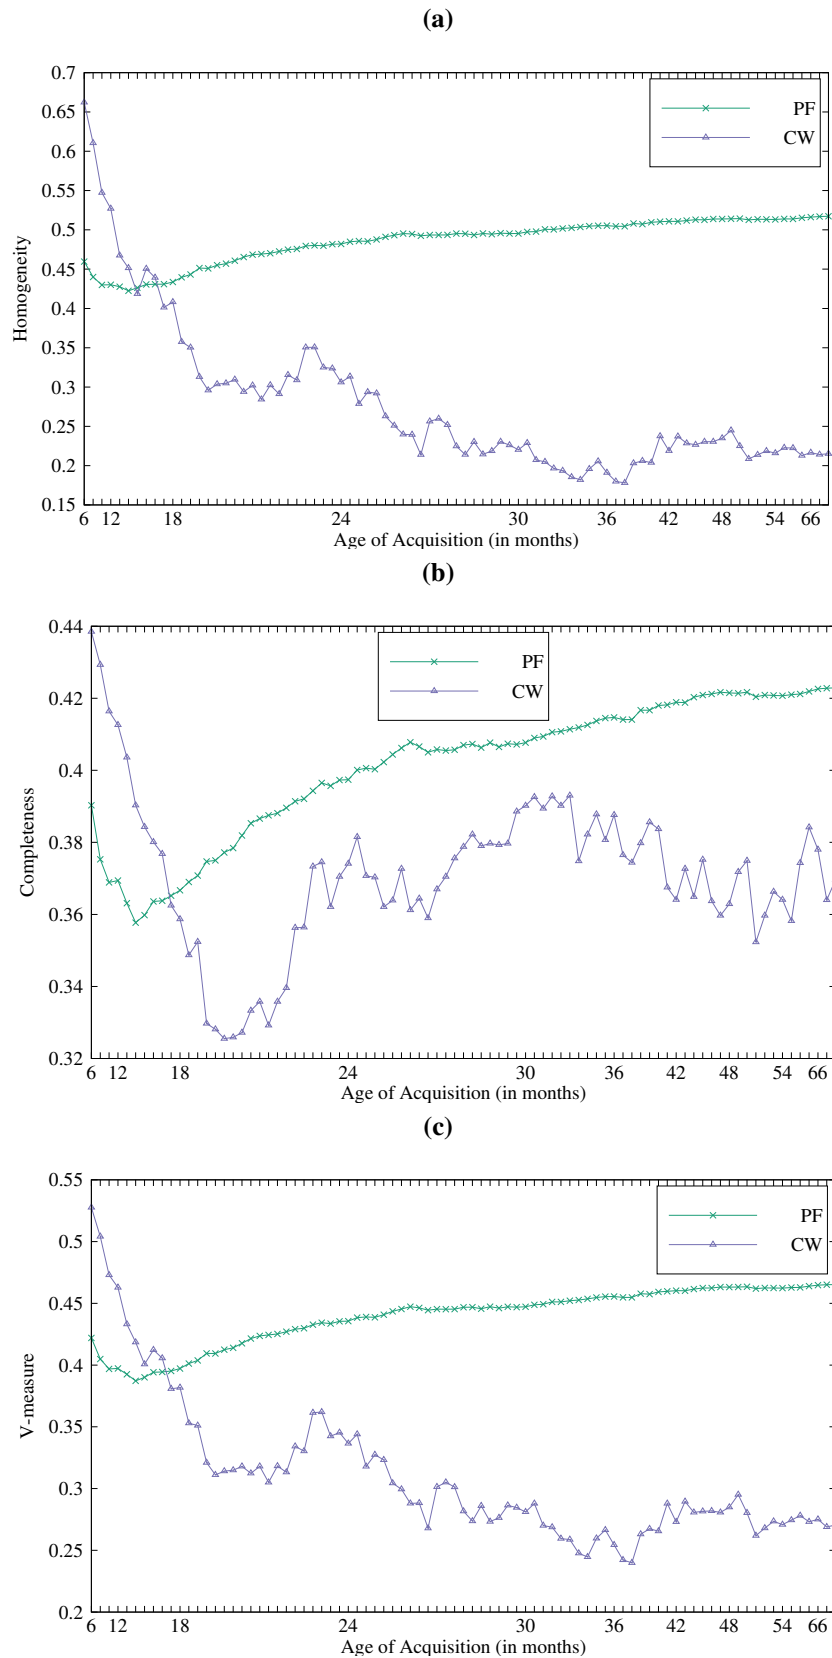 (a)
0.7
0.65
0.6
0.55
0.5
0.45
0.4
0.35
0.3
0.25
0.2
0.15
Homogeneity
PF
CW
6 12 18 24 30 36 42 48 54 66
Age of Acquisition (in months)
(b)
0.44
0.42
0.4
0.38
0.36
0.34
0.32
Completeness
PF
CW
6 12 18 24 30 36 42 48 54 66
Age of Acquisition (in months)
(c)
0.55
0.5
0.45
0.4
0.35
0.3
0.25
0.2
V-measure
PF
CW
6 12 18 24 30 36 42 48 54 66
Age of Acquisition (in months)